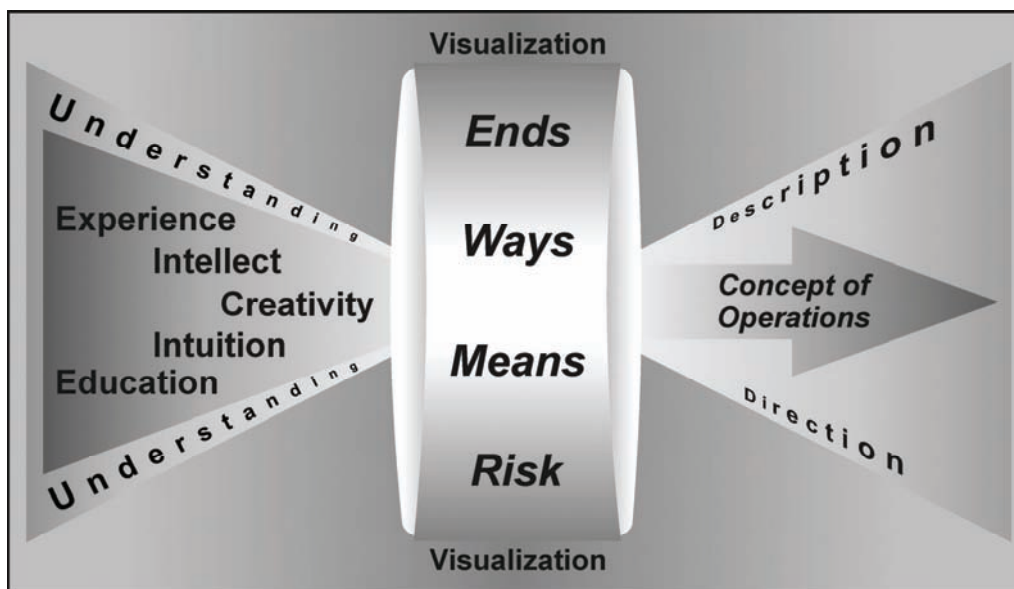 Visualization
Understanding
Experience
Intellect
Creativity
Intuition
Education
Understanding
Ends
Ways
Means
Risk
Description
Concept of
Operations
Direction
Visualization